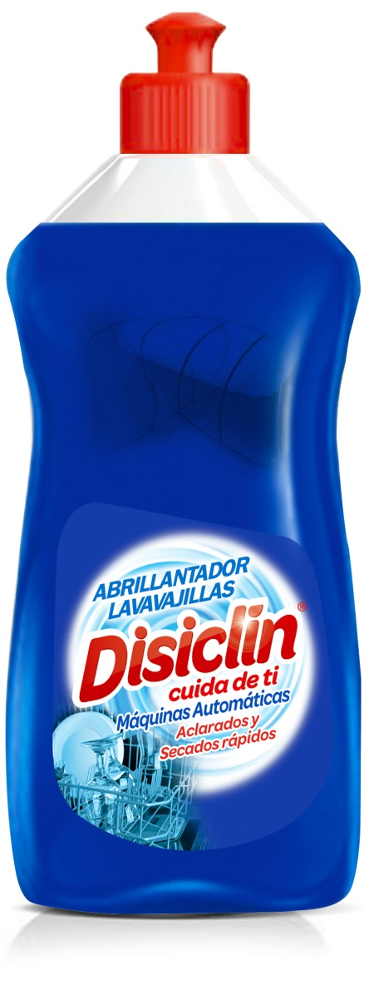 ABRILLANTADOR
LAVAVAJILLAS
Disiclin®
cuida de ti
Máquinas Automáticas
Aclarados y
Secados rápidos